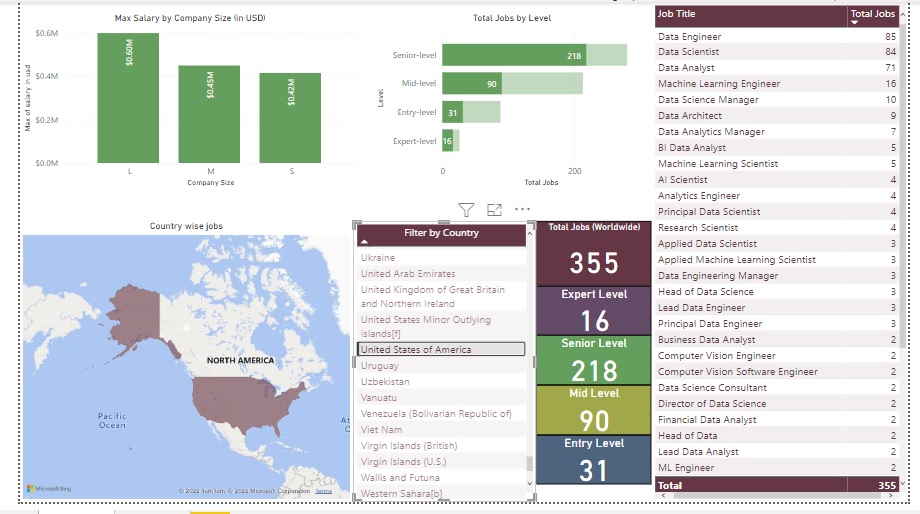 Max Salary by Company Size (in USD)
$0.6M
$0.4M
$0.2M
$0.0M
Max of salary in usd
$0.60M
$0.45M
$0.42M
L
M
S
Company Size
Total Jobs by Level
Level
Senior-level
218
Mid-level
90
Entry-level
31
Expert-level
16
0
200
Total Jobs
Country wise jobs
NORTH AMERICA
Pacific
Ocean
At
Microsoft Bing
© 2022 TomTom, © 2022 Microsoft Corporation Terms
Filter by Country
Ukraine
United Arab Emirates
United Kingdom of Great Britain
and Northern Ireland
United States Minor Outlying
Islands[f]
United States of America
Uruguay
Uzbekistan
Vanuatu
Venezuela (Bolivarian Republic of)
Viet Nam
Virgin Islands (British)
Virgin Islands (U.S.)
Wallis and Futuna
Western Sahara[b]
Total Jobs (Worldwide)
355
Expert Level
16
Senior Level
218
Mid Level
90
Entry Level
31
Job Title Total Jobs
Data Engineer 85
Data Scientist 84
Data Analyst 71
Machine Learning Engineer 16
Data Science Manager 10
Data Architect 9
Data Analytics Manager 7
BI Data Analyst 5
Machine Learning Scientist 5
AI Scientist 4
Analytics Engineer 4
Principal Data Scientist 4
Research Scientist 4
Applied Data Scientist 3
Applied Machine Learning Scientist 3
Data Engineering Manager 3
Head of Data Science 3
Lead Data Engineer 3
Principal Data Engineer 3
Business Data Analyst 2
Computer Vision Engineer 2
Computer Vision Software Engineer 2
Data Science Consultant 2
Director of Data Science 2
Financial Data Analyst 2
Head of Data 2
Lead Data Analyst 2
ML Engineer 2
Total 355